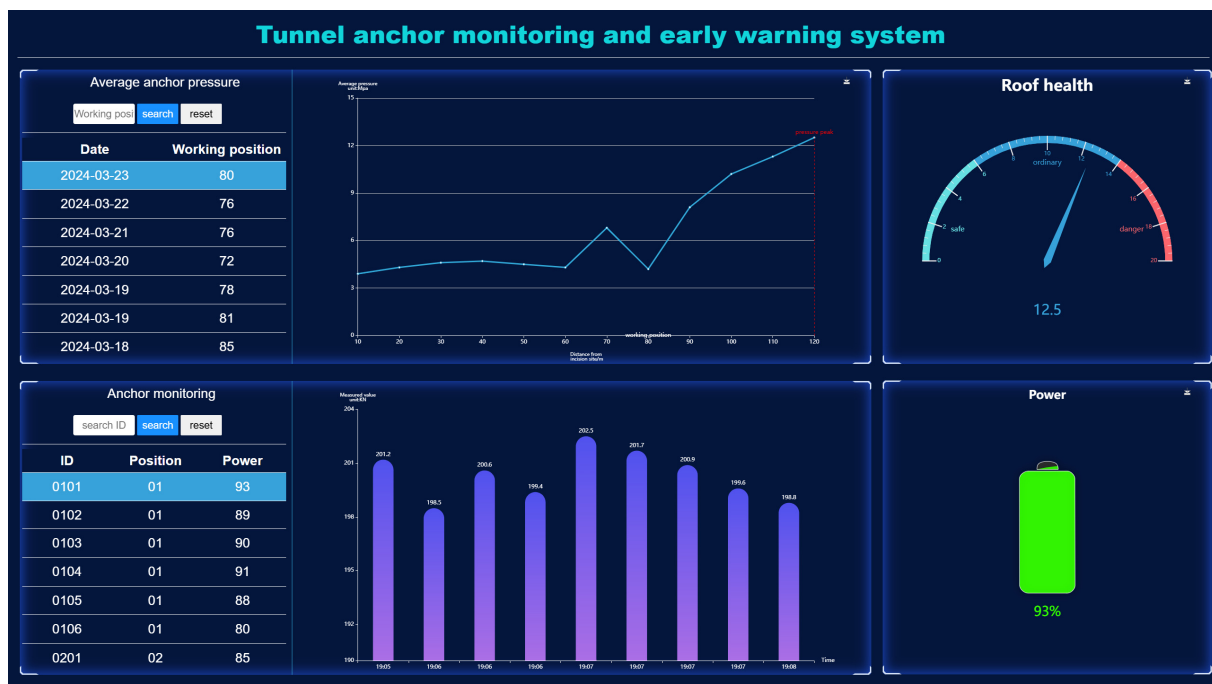 Tunnel anchor monitoring and early warning system
Average anchor pressure
Working posi search reset
Date Working position
2024-03-23 80
2024-03-22 76
2024-03-21 76
2024-03-20 72
2024-03-19 78
2024-03-19 81
2024-03-18 85
Average pressure
unit:Mpa
15
12
9
6
3
0
pressure peak
working position
10 20 30 40 50 60 70 80 90 100 110 120
Distance from
incision site/m
Roof health
0
2
4
6
8
10
12
14
16
18
20
safe
ordinary
danger
12.5
Anchor monitoring
search ID search reset
ID Position Power
0101 01 93
0102 01 89
0103 01 90
0104 01 91
0105 01 88
0106 01 80
0201 02 85
Measured value
unit:KN
204
201
198
195
192
190
201.2 198.5 200.6 199.4 202.5 201.7 200.9 199.6 198.8
19:05 19:06 19:06 19:06 19:07 19:07 19:07 19:07 19:08
Time
Power
93%